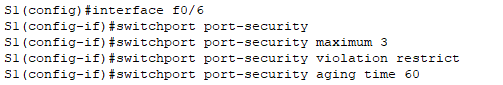 S1(config)#interface f0/6
S1(config-if)#switchport port-security
S1(config-if)#switchport port-security maximum 3
S1(config-if)#switchport port-security violation restrict
S1(config-if)#switchport port-security aging time 60